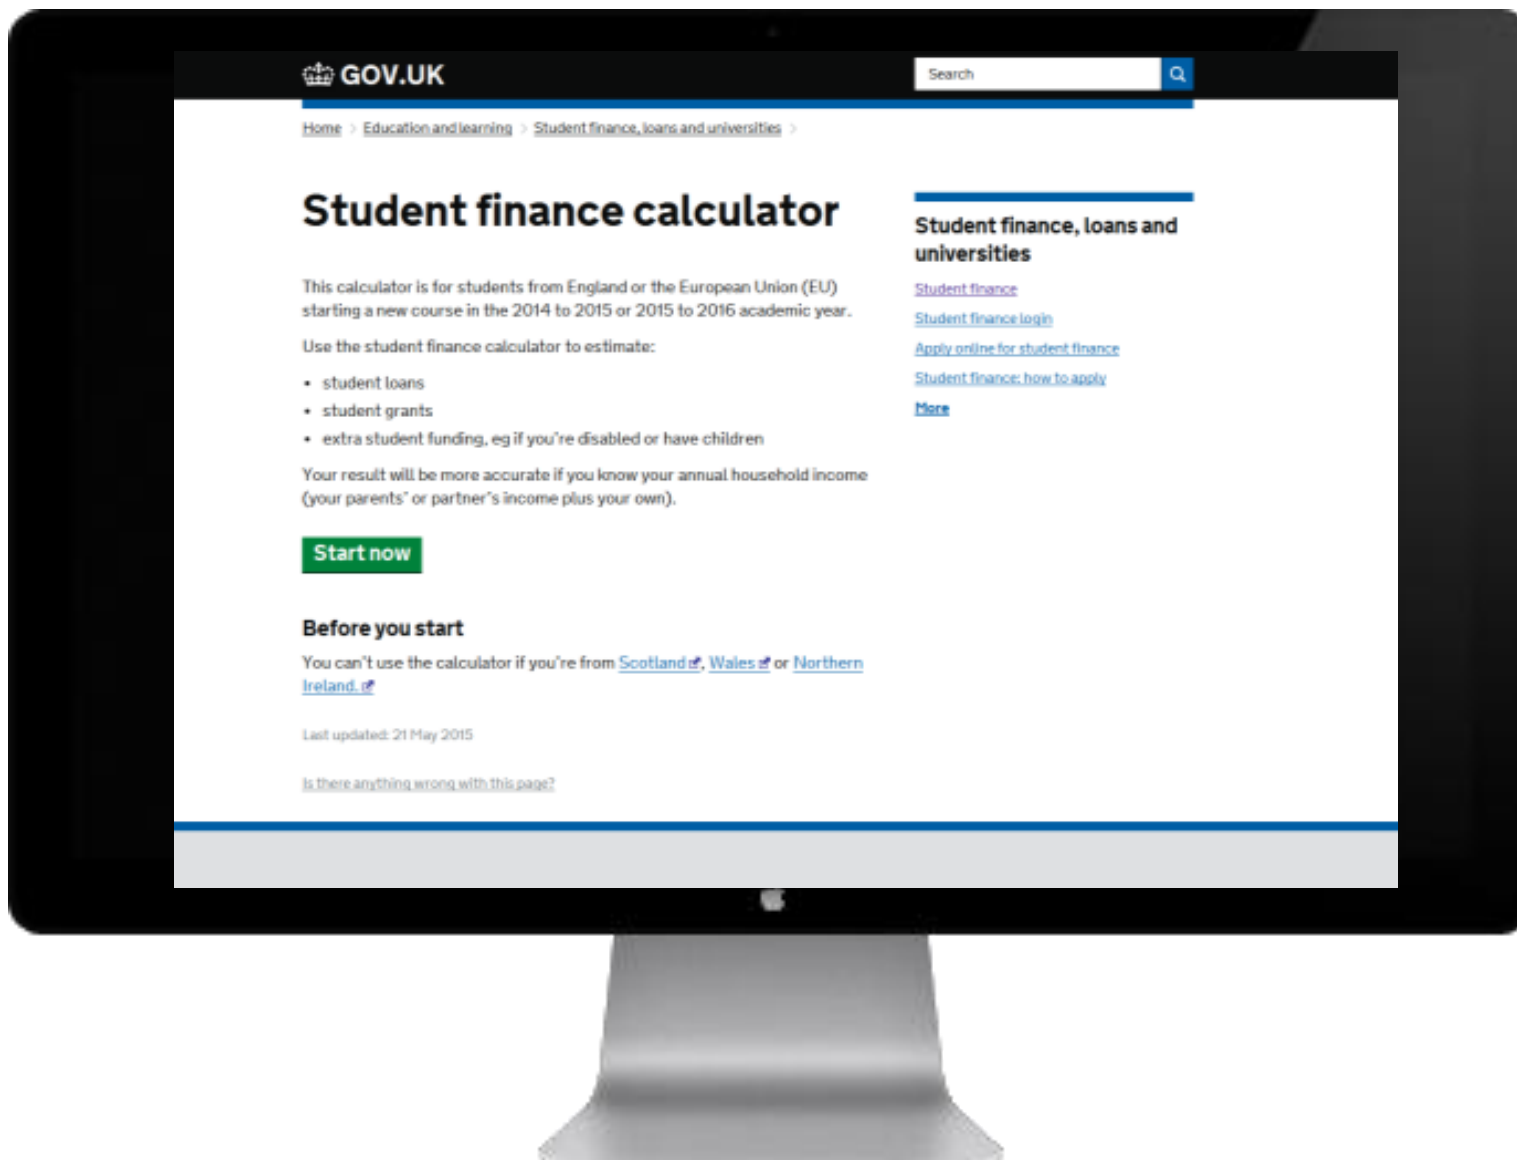 GOV.UK
Search
Home > Education and learning > Student finance, loans and universities >
Student finance calculator
This calculator is for students from England or the European Union (EU)
starting a new course in the 2014 to 2015 or 2015 to 2016 academic year.
Use the student finance calculator to estimate:
• student loans
• student grants
• extra student funding, eg if you're disabled or have children
Your result will be more accurate if you know your annual household income
(your parents' or partner's income plus your own).
Start now
Before you start
You can't use the calculator if you're from Scotland, Wales or Northern
Ireland.
Last updated: 21 May 2015
Is there anything wrong with this page?
Student finance, loans and
universities
Student finance
Student finance login
Apply online for student finance
Student finance: how to apply
More